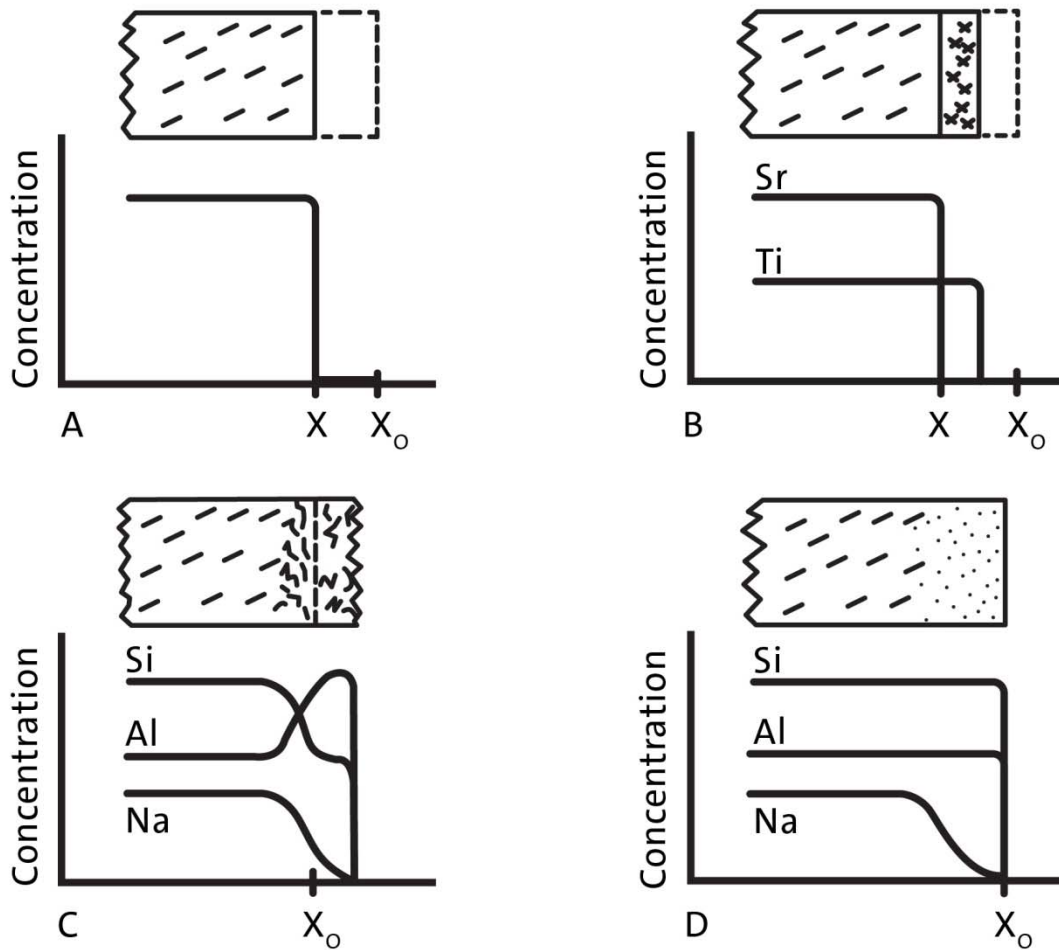 Concentration
A
X
X₀
Concentration
Sr
Ti
B
X
X₀
Concentration
Si
Al
Na
C
X₀
Concentration
Si
Al
Na
D
X₀